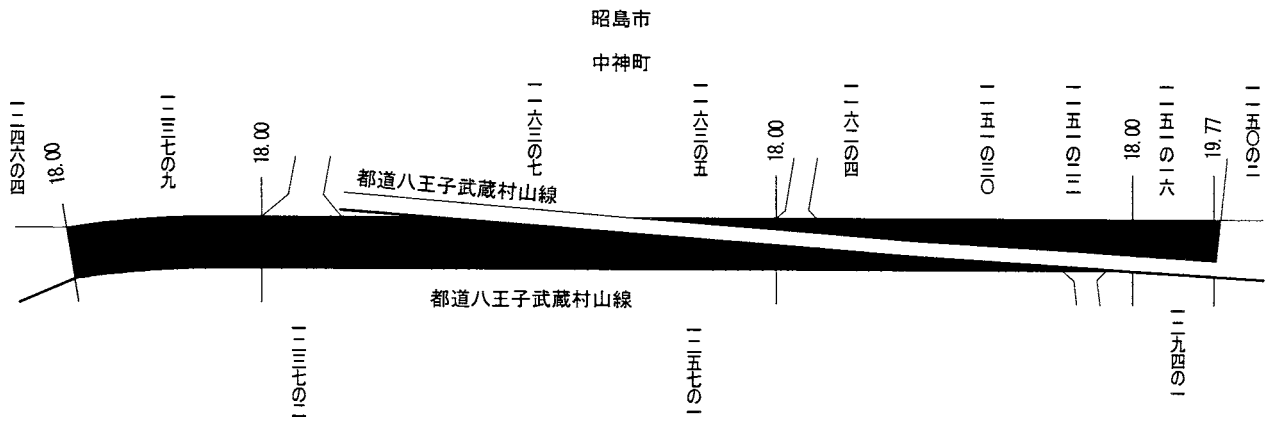 昭島市
中神町
一二四六の四
18.00
一二三七の九
18.00
一一六三の七
一一六三の五
18.00
一一六二の四
一一五一の三〇
一一五一の二二
18.00
一一五一の一六
19.77
一一五〇の二
都道八王子武蔵村山線
都道八王子武蔵村山線
一二三七の二
一二五七の一
一二九四の一